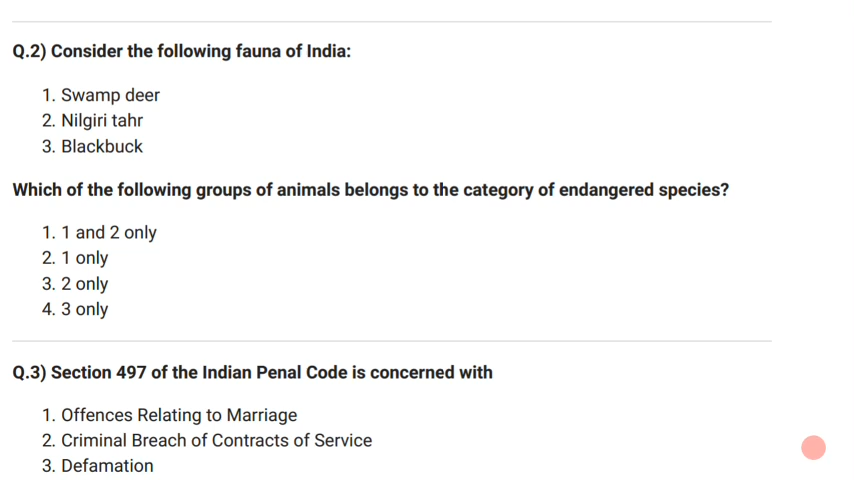 Q.2) Consider the following fauna of India:
1. Swamp deer
2. Nilgiri tahr
3. Blackbuck
Which of the following groups of animals belongs to the category of endangered species?
1. 1 and 2 only
2. 1 only
3. 2 only
4. 3 only
Q.3) Section 497 of the Indian Penal Code is concerned with
1. Offences Relating to Marriage
2. Criminal Breach of Contracts of Service
3. Defamation